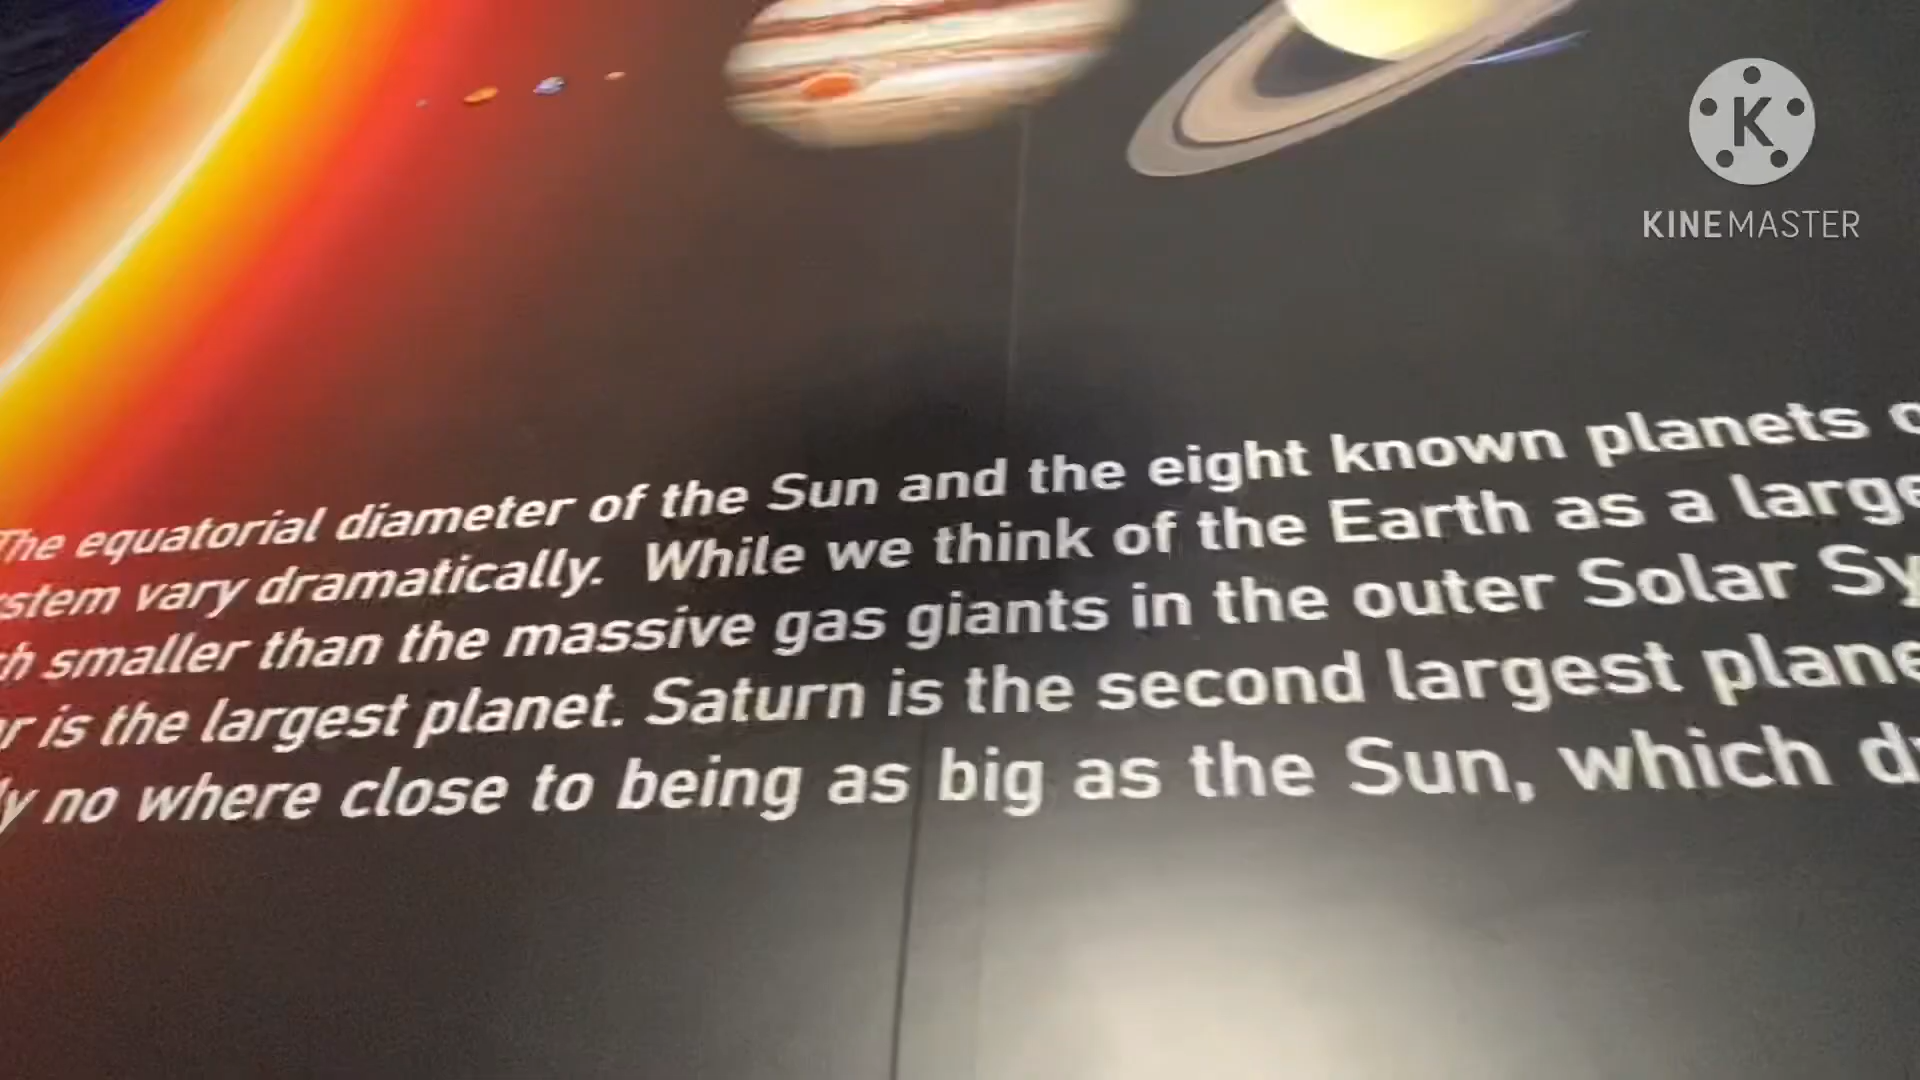 KINEMASTER
The equatorial diameter of the Sun and the eight known planets
stem vary dramatically. While we think of the Earth as a large
ch smaller than the massive gas giants in the outer Solar Sy
r is the largest planet. Saturn is the second largest plane
ly no where close to being as big as the Sun, which d